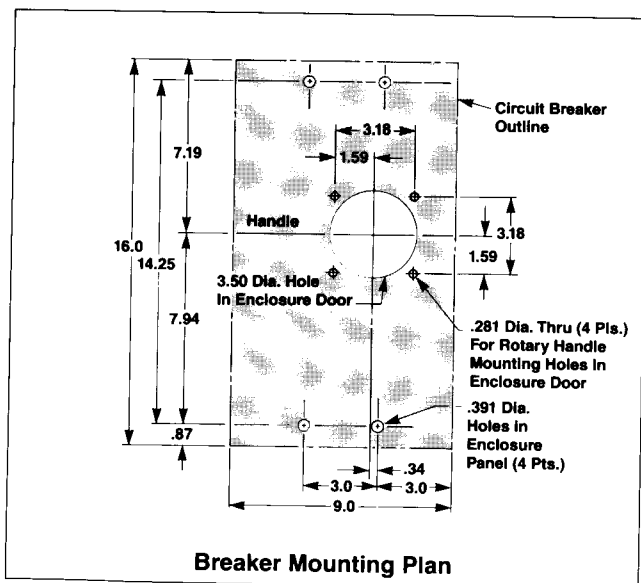 Circuit Breaker
Outline
3.18
1.59
7.19
Handle
3.18
16.0
14.25
1.59
3.50 Dia. Hole
In Enclosure Door
7.94
.281 Dia. Thru (4 Pls.)
For Rotary Handle
Mounting Holes In
Enclosure Door
.391 Dia.
Holes in
Enclosure
Panel (4 Pts.)
.87
.34
3.0
3.0
9.0
Breaker Mounting Plan